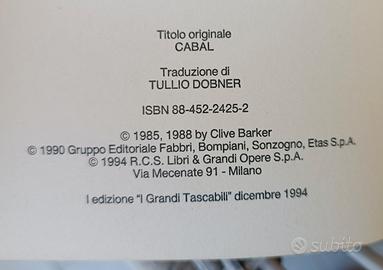 Titolo originale
CABAL
Traduzione di
TULLIO DOBNER
ISBN 88-452-2425-2
© 1985, 1988 by Clive Barker
© 1990 Gruppo Editoriale Fabbri, Bompiani, Sonzogno, Etas S.p.A.
© 1994 R.C.S. Libri & Grandi Opere S.p.A.
Via Mecenate 91 - Milano
I edizione "I Grandi Tascabili" dicembre 1994
subito